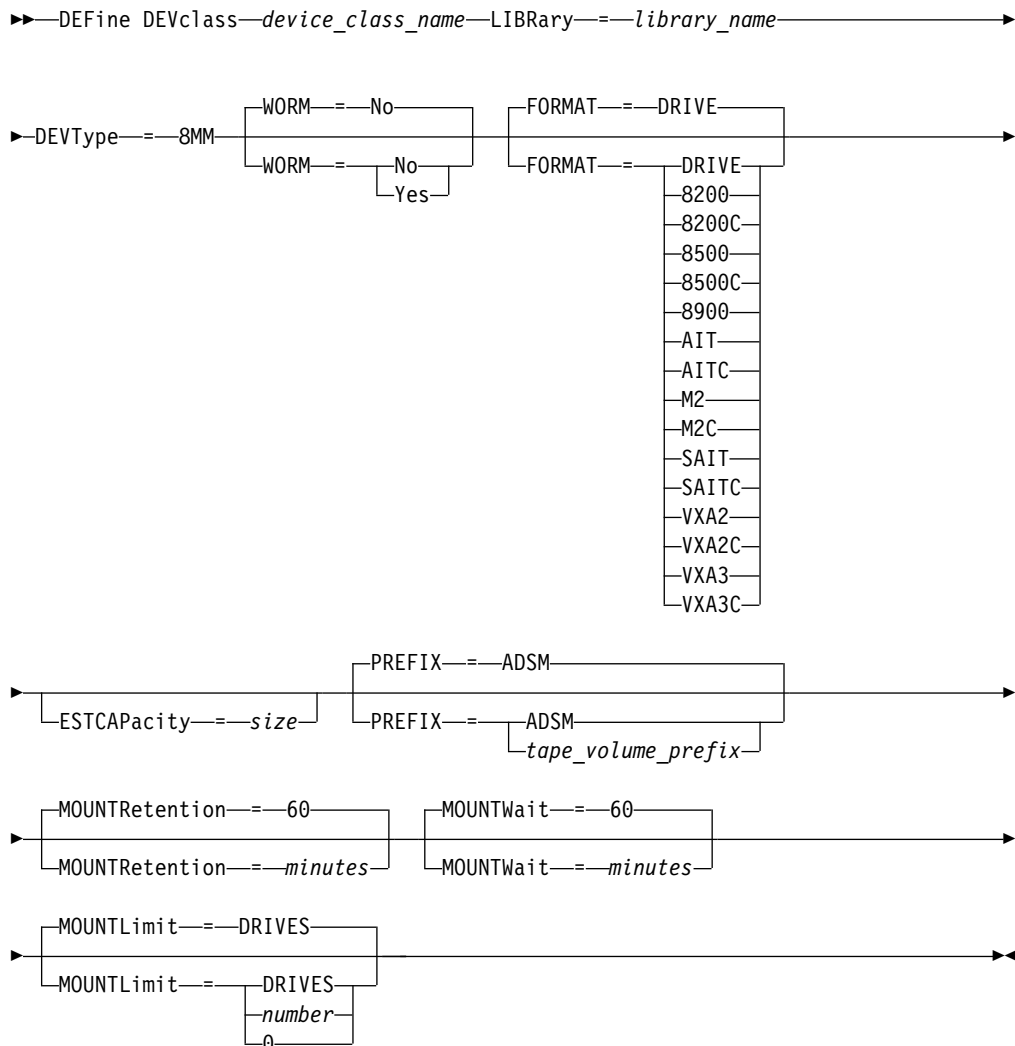 DEFine DEVclass device_class_name LIBRary = library_name
WORM = No FORMAT = DRIVE
DEVType = 8MM
WORM = No FORMAT = DRIVE
Yes 8200
8200C
8500
8500C
8900
AIT
AITC
M2
M2C
SAIT
SAITC
VXA2
VXA2C
VXA3
VXA3C
PREFIX = ADSM
ESTCAPacity = size PREFIX = ADSM
tape_volume_prefix
MOUNTRetention = 60 MOUNTWait = 60
MOUNTRetention = minutes MOUNTWait = minutes
MOUNTLimit = DRIVES
MOUNTLimit = DRIVES
number
0